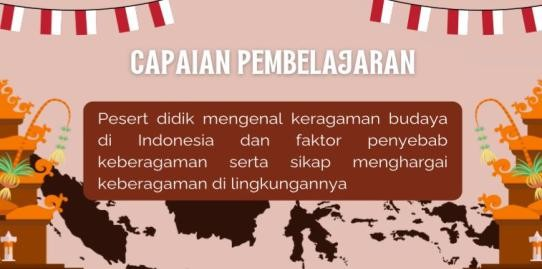 CAPAIAN PEMBELAJARAN
Pesert didik mengenal keragaman budaya
di Indonesia dan faktor penyebab
keberagaman serta sikap menghargai
keberagaman di lingkungannya